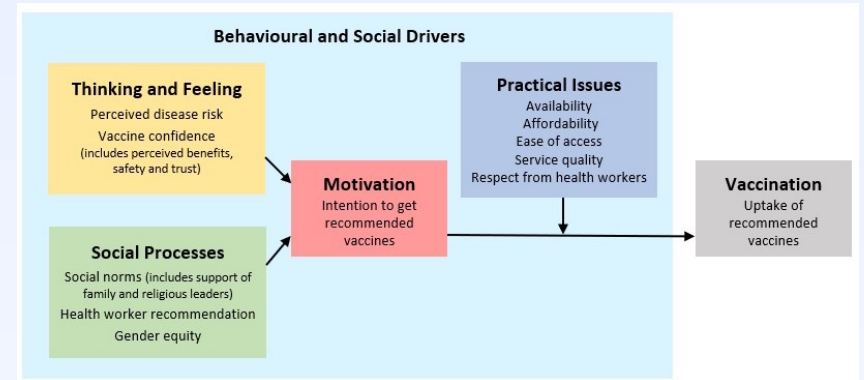 Behavioural and Social Drivers
Thinking and Feeling
Perceived disease risk
Vaccine confidence
(includes perceived benefits,
safety and trust)
Social Processes
Social norms (includes support of
family and religious leaders)
Health worker recommendation
Gender equity
Motivation
Intention to get
recommended
vaccines
Practical Issues
Availability
Affordability
Ease of access
Service quality
Respect from health workers
Vaccination
Uptake of
recommended
vaccines